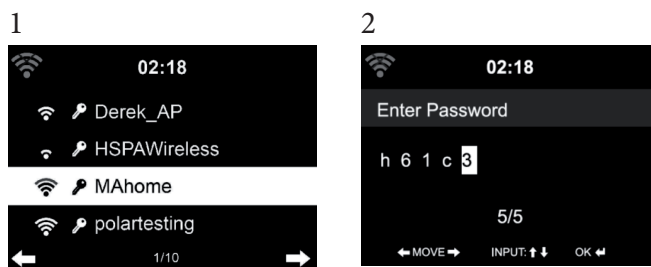 1
02:18
Derek_AP
HSPAWireless
MAhome
polartesting
1/10
2
02:18
Enter Password
h 6 1 c 3
5/5
MOVE INPUT: OK